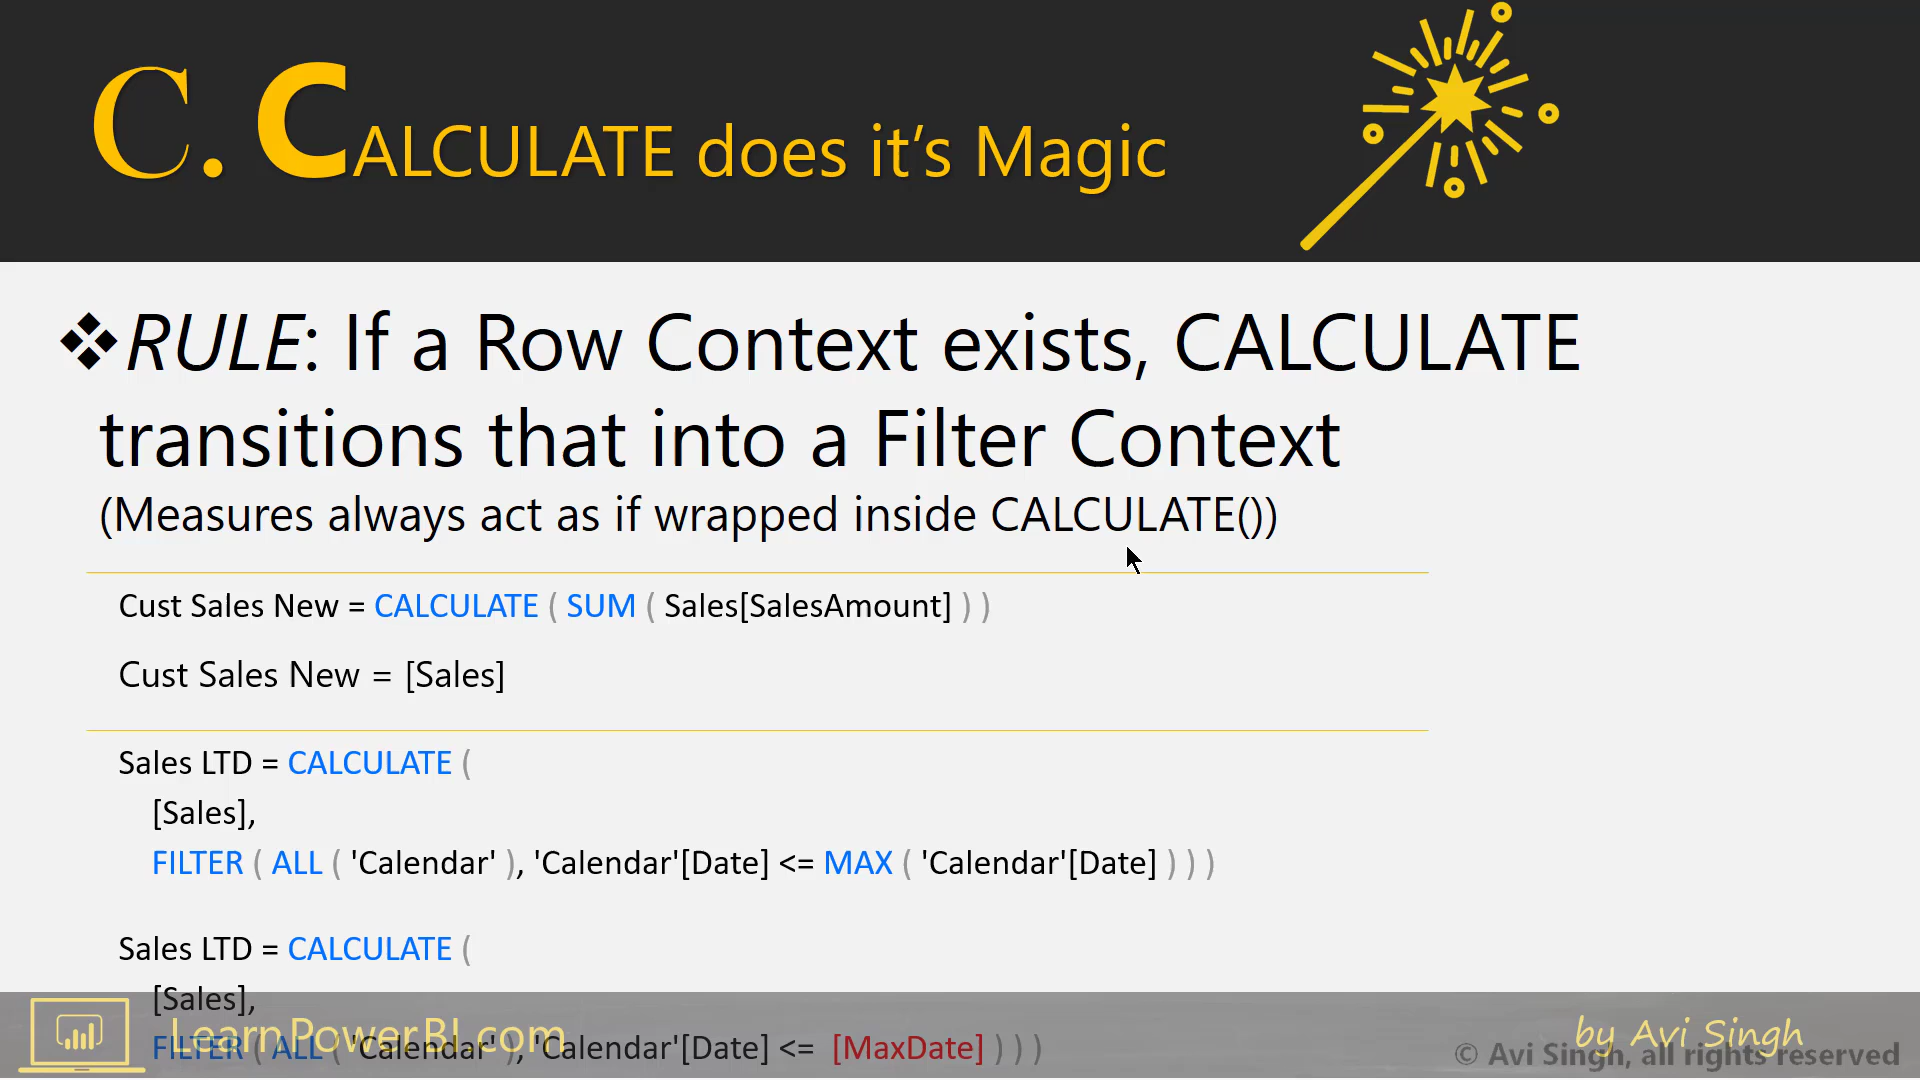 C. CALCULATE does it's Magic
❖RULE: If a Row Context exists, CALCULATE
transitions that into a Filter Context
(Measures always act as if wrapped inside CALCULATE())
Cust Sales New = CALCULATE ( SUM ( Sales[SalesAmount] ) )
Cust Sales New = [Sales]
Sales LTD = CALCULATE (
[Sales],
FILTER ( ALL ( 'Calendar' ), 'Calendar'[Date] <= MAX ( 'Calendar'[Date] ) ) )
Sales LTD = CALCULATE (
[Sales],
FILTER ( ALL ( 'Calendar' ), 'Calendar'[Date] <= [MaxDate] ) ) )
LearnPowerBI.com
by Avi Singh
© Avi Singh, all rights reserved